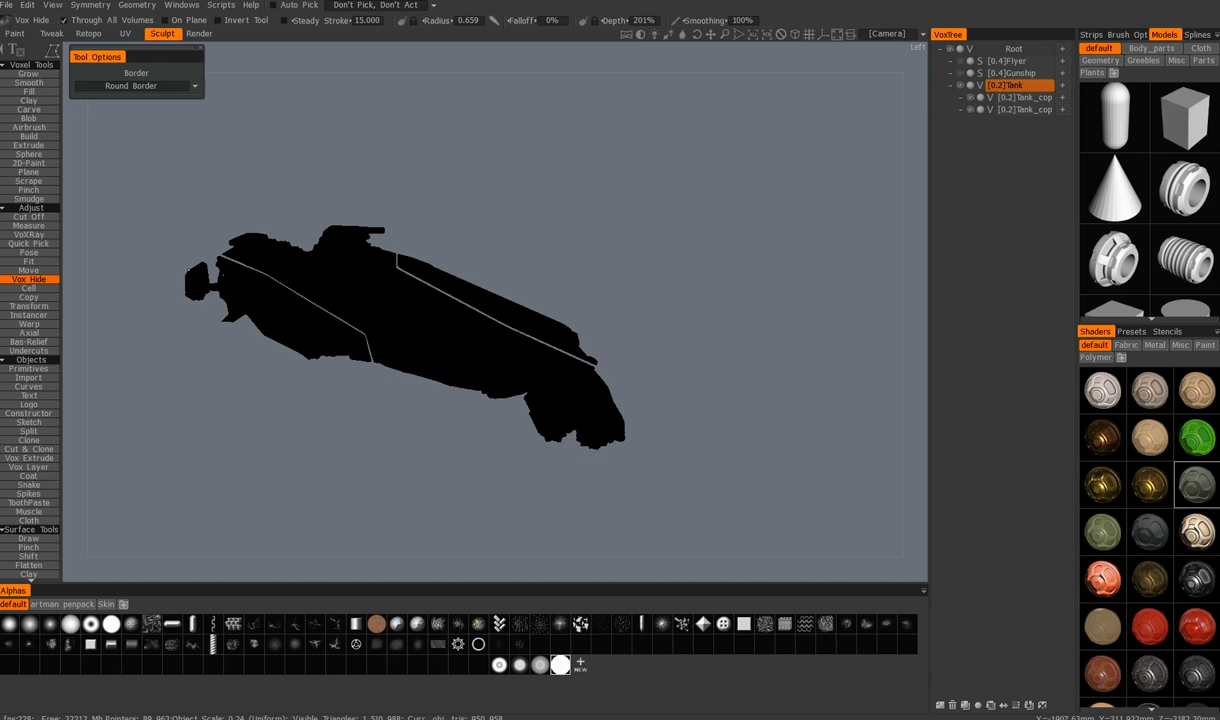 File Edit View Symmetry Geometry Windows Scripts Help Auto Pick Don't Pick, Don't Act
Vox Hide Through All Volumes On Plane Invert Tool Steady Stroke: 15.000 Radius: 0.659 Falloff: 0% Depth: 201% Smoothing: 100%
Paint Tweak Retopo UV Sculpt Render [Camera]
Left
Voxel Tools
Grow
Smooth
Fill
Clay
Carve
Blob
Airbrush
Build
Extrude
Sphere
2D-Paint
Plane
Scrape
Pinch
Smudge
Adjust
Cut Off
Measure
VoXRay
Quick Pick
Pose
Fit
Move
Vox Hide
Cell
Copy
Transform
Instancer
Warp
Axial
Bas-Relief
Undercuts
Objects
Primitives
Import
Curves
Text
Logo
Constructor
Sketch
Split
Clone
Cut & Clone
Vox Extrude
Vox Layer
Coat
Snake
Spikes
ToothPaste
Muscle
Cloth
Surface Tools
Draw
Pinch
Shift
Flatten
Clay
Tool Options
Border
Round Border
VoxTree
V Root +
S [0.4]Flyer +
S [0.4]Gunship +
V [0.2]Tank +
V [0.2]Tank_cop +
V [0.2]Tank_cop +
Strips Brush Opt Models Splines
default Body_parts Cloth
Geometry Greebles Misc Parts
Plants
Shaders Presets Stencils
default Fabric Metal Misc Paint
Polymer
Alphas
default artman penpack Skin
NEW